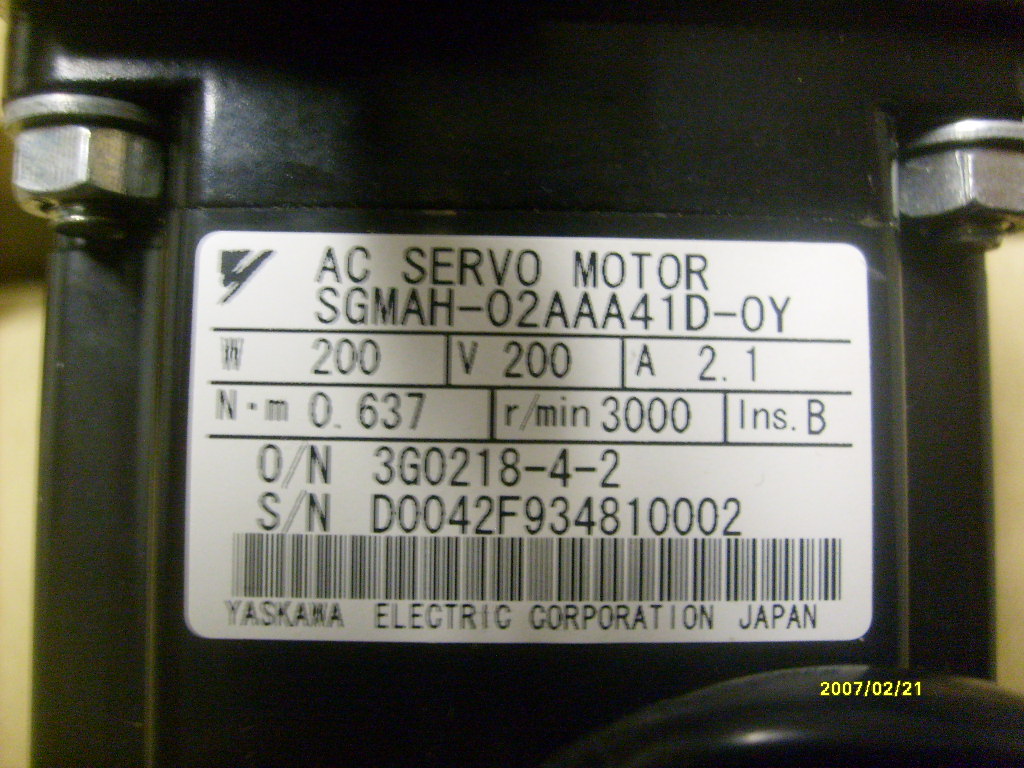 AC SERVO MOTOR
SGMAH-02AAA41D-0Y
W 200 V 200 A 2.1
N·m 0.637 r/min 3000 Ins. B
O/N 3G0218-4-2
S/N D0042F934810002
YASKAWA ELECTRIC CORPORATION JAPAN
2007/02/21